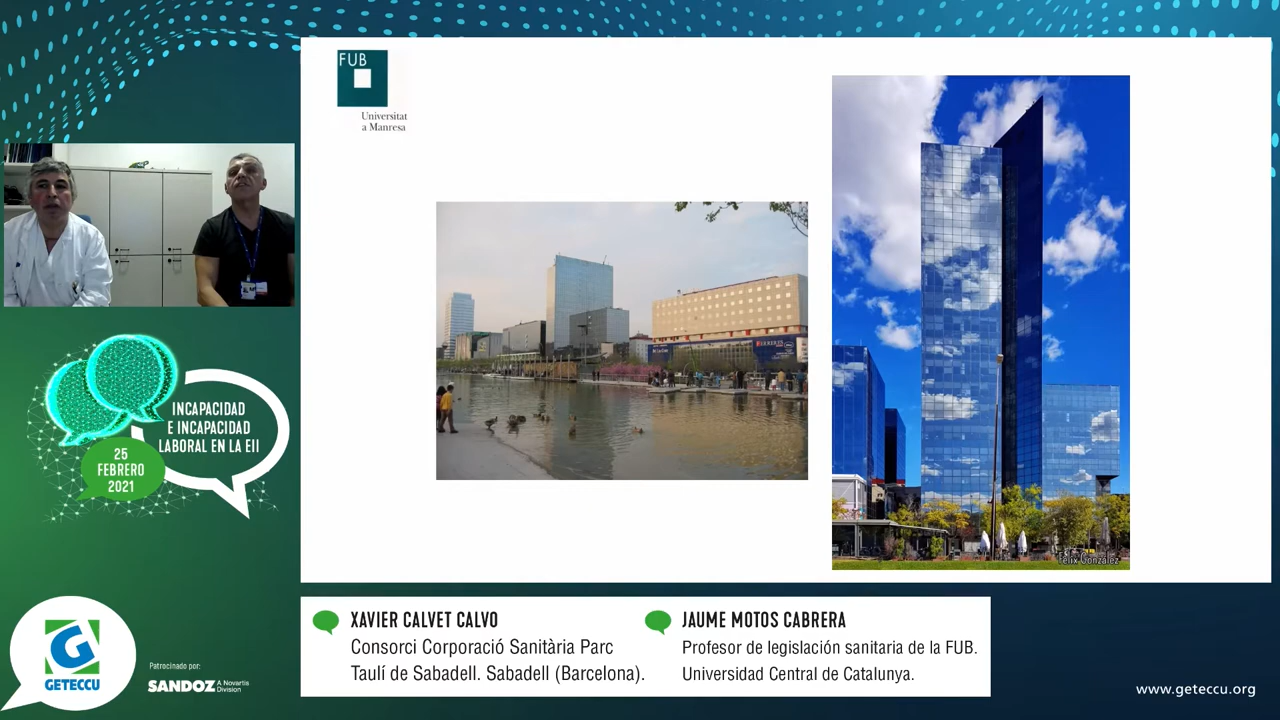 FUB
Universitat
a Manresa
Félix González
INCAPACIDAD
E INCAPACIDAD
LABORAL EN LA EII
25
FEBRERO
2021
XAVIER CALVET CALVO
Consorci Corporació Sanitària Parc
Taulí de Sabadell. Sabadell (Barcelona).
JAUME MOTOS CABRERA
Profesor de legislación sanitaria de la FUB.
Universidad Central de Catalunya.
G
GETECCU
Patrocinado por:
SANDOZ A Novartis
Division
www.geteccu.org